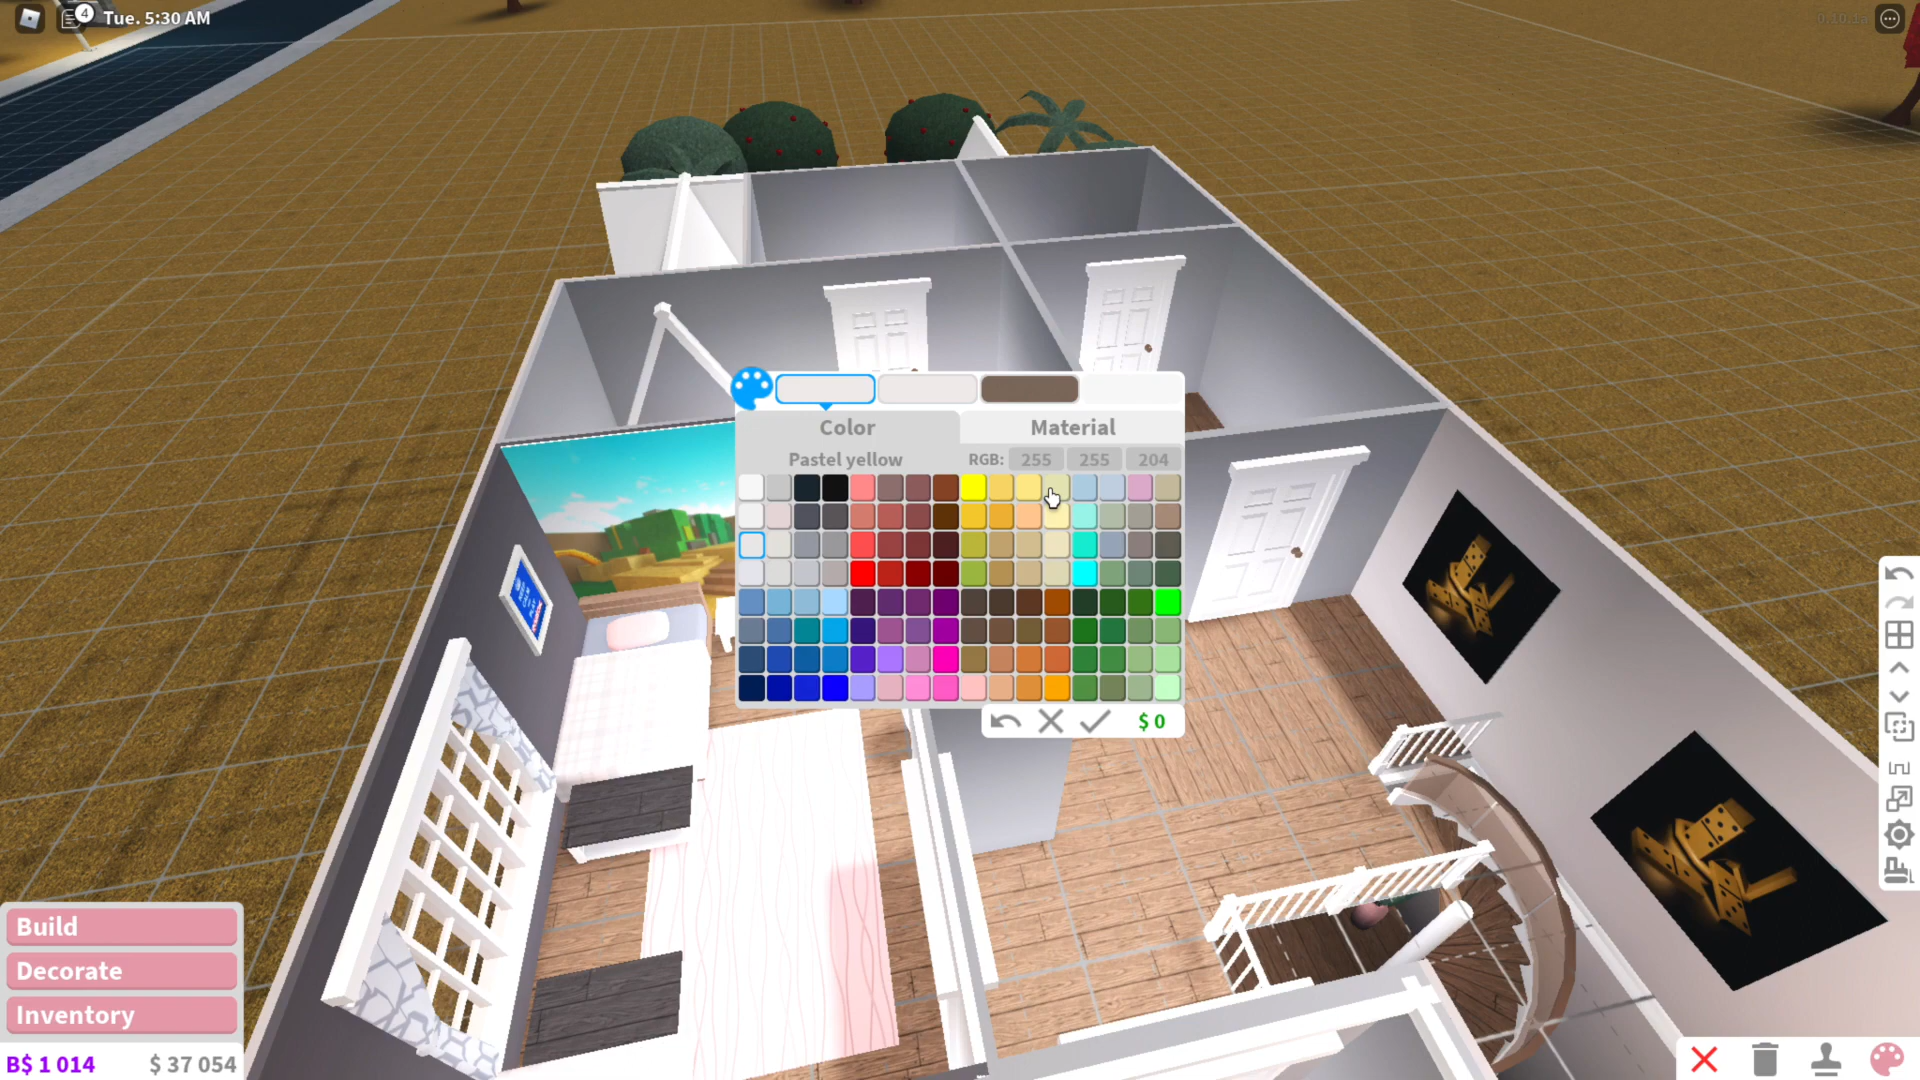 4
Tue. 5:30 AM
Color
Material
Pastel yellow
RGB:
255
255
204
$ 0
Build
Decorate
Inventory
B$ 1 014
$ 37 054